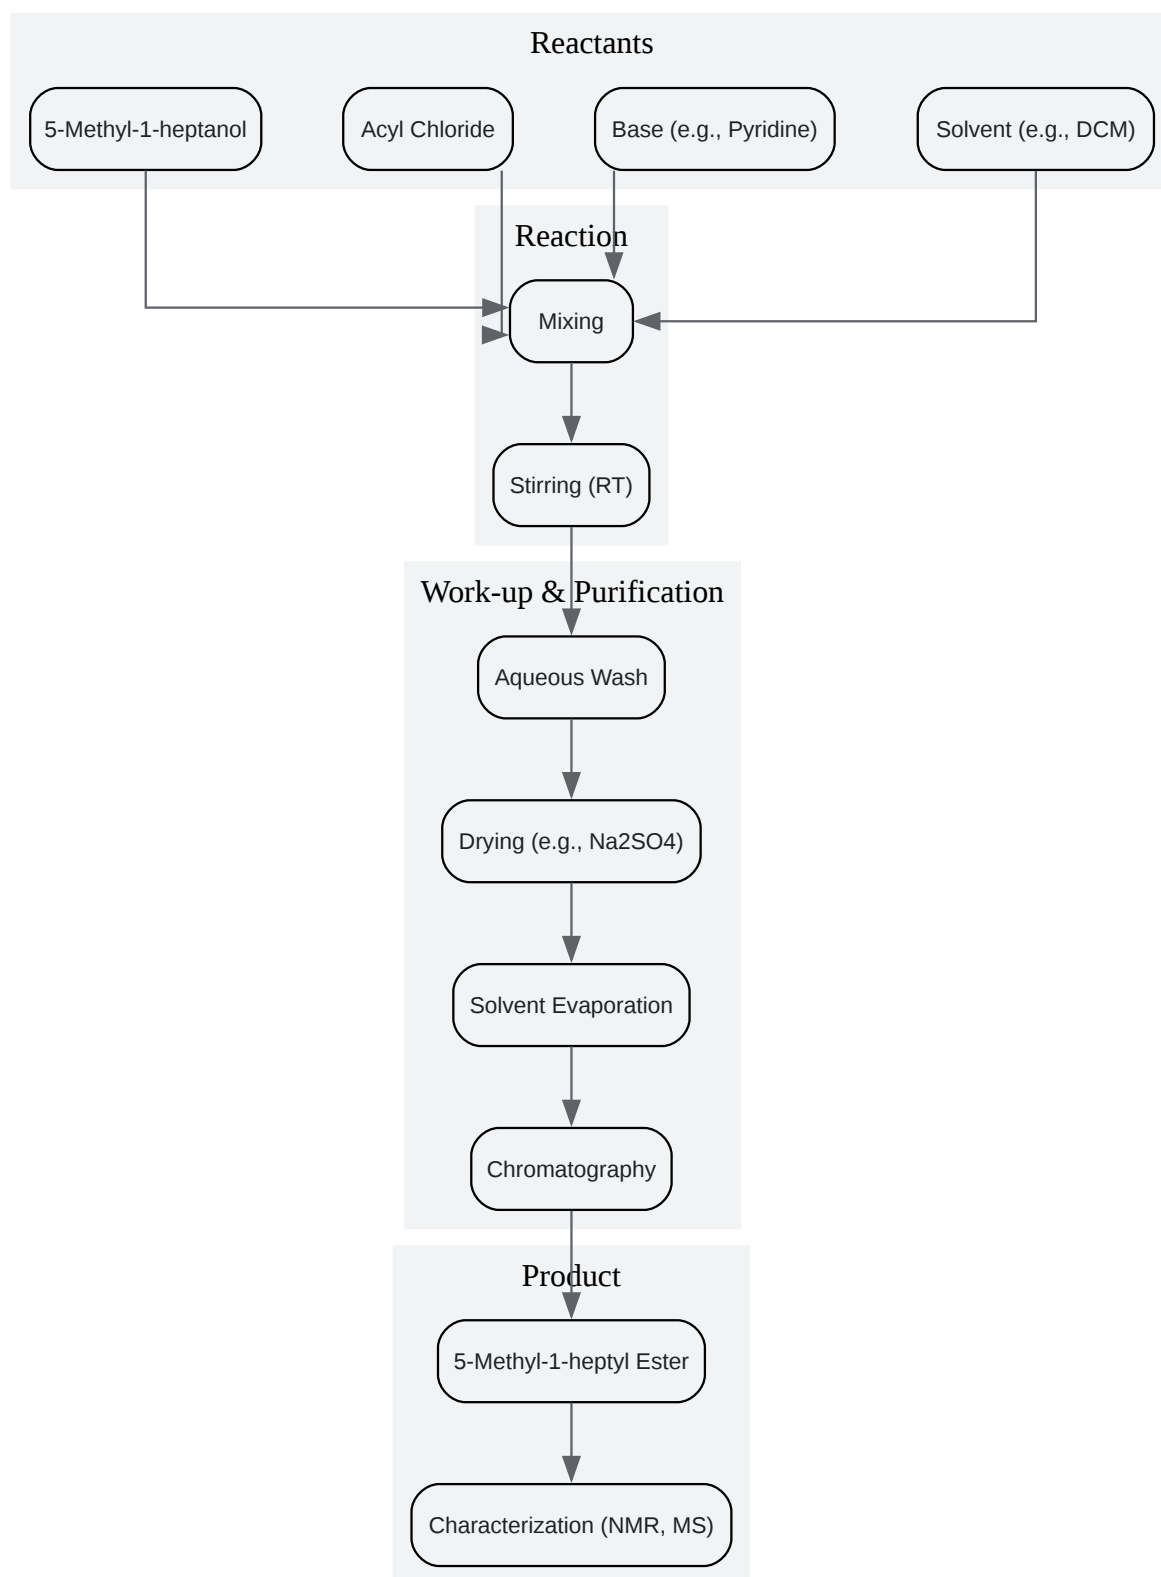 Reactants
5-Methyl-1-heptanol
Acyl Chloride
Base (e.g., Pyridine)
Solvent (e.g., DCM)
Reaction
Mixing
Stirring (RT)
Work-up & Purification
Aqueous Wash
Drying (e.g., Na2SO4)
Solvent Evaporation
Chromatography
Product
5-Methyl-1-heptyl Ester
Characterization (NMR, MS)